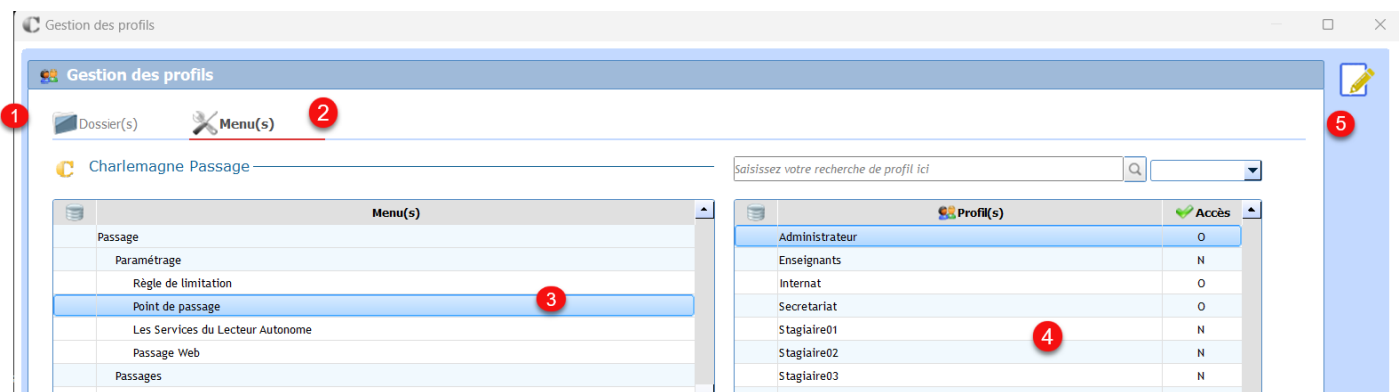 Gestion des profils
Gestion des profils
1
Dossier(s)
Menu(s)
2
5
Charlemagne Passage
Saisissez votre recherche de profil ici
Menu(s)
Profil(s)
Accès
Passage
Administrateur
O
Paramétrage
Enseignants
N
Règle de limitation
Internat
O
Point de passage
3
Secretariat
O
Les Services du Lecteur Autonome
Stagiaire01
4
N
Passage Web
Stagiaire02
N
Passages
Stagiaire03
N